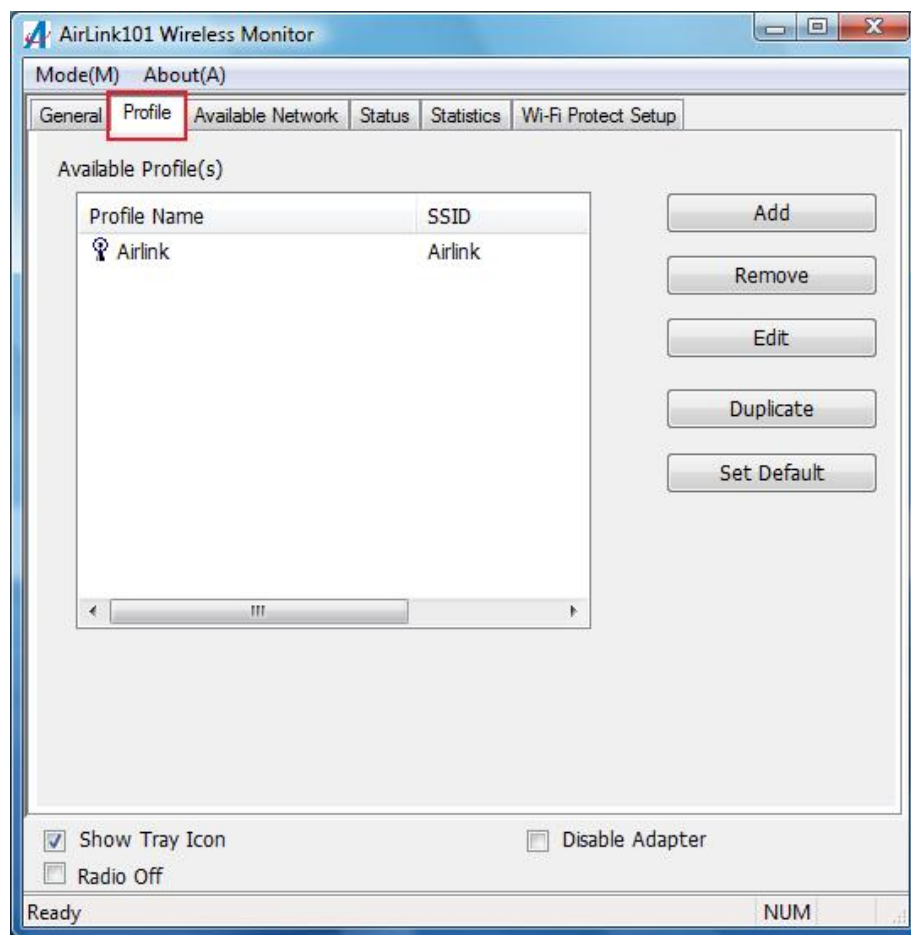 AirLink101 Wireless Monitor
Mode(M) About(A)
General Profile Available Network Status Statistics Wi-Fi Protect Setup
Available Profile(s)
Profile Name SSID
Airlink Airlink
Add
Remove
Edit
Duplicate
Set Default
Show Tray Icon Disable Adapter
Radio Off
Ready NUM